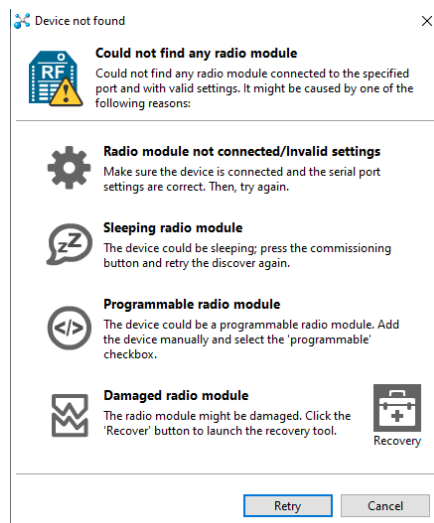 Device not found
Could not find any radio module
Could not find any radio module connected to the specified
port and with valid settings. It might be caused by one of the
following reasons:
RF
Radio module not connected/Invalid settings
Make sure the device is connected and the serial port
settings are correct. Then, try again.
zZ
Sleeping radio module
The device could be sleeping; press the commissioning
button and retry the discover again.
</>
Programmable radio module
The device could be a programmable radio module. Add
the device manually and select the 'programmable'
checkbox.
Damaged radio module
The radio module might be damaged. Click the
'Recover' button to launch the recovery tool.
Recovery
Retry
Cancel